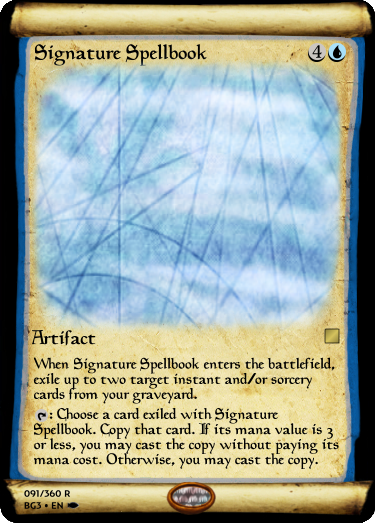 Signature Spellbook 4
Artifact
When Signature Spellbook enters the battlefield,
exile up to two target instant and/or sorcery
cards from your graveyard.
: Choose a card exiled with Signature
Spellbook. Copy that card. If its mana value is 3
or less, you may cast the copy without paying its
mana cost. Otherwise, you may cast the copy.
091/360 R
BG3 • EN